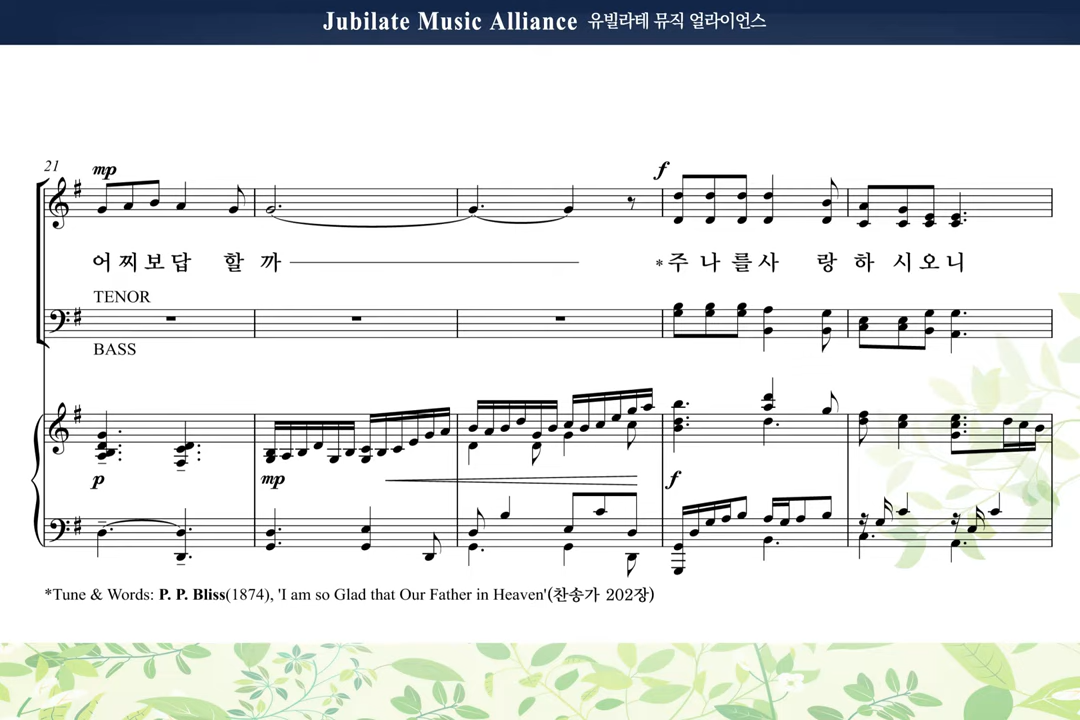 Jubilate Music Alliance 유빌라테 뮤직 얼라이언스
21
mp f
어찌보답 할 까 *주 나 를사 랑 하 시오니
TENOR
BASS
p mp f
*Tune & Words: P. P. Bliss(1874), 'I am so Glad that Our Father in Heaven'(찬송가 202장)